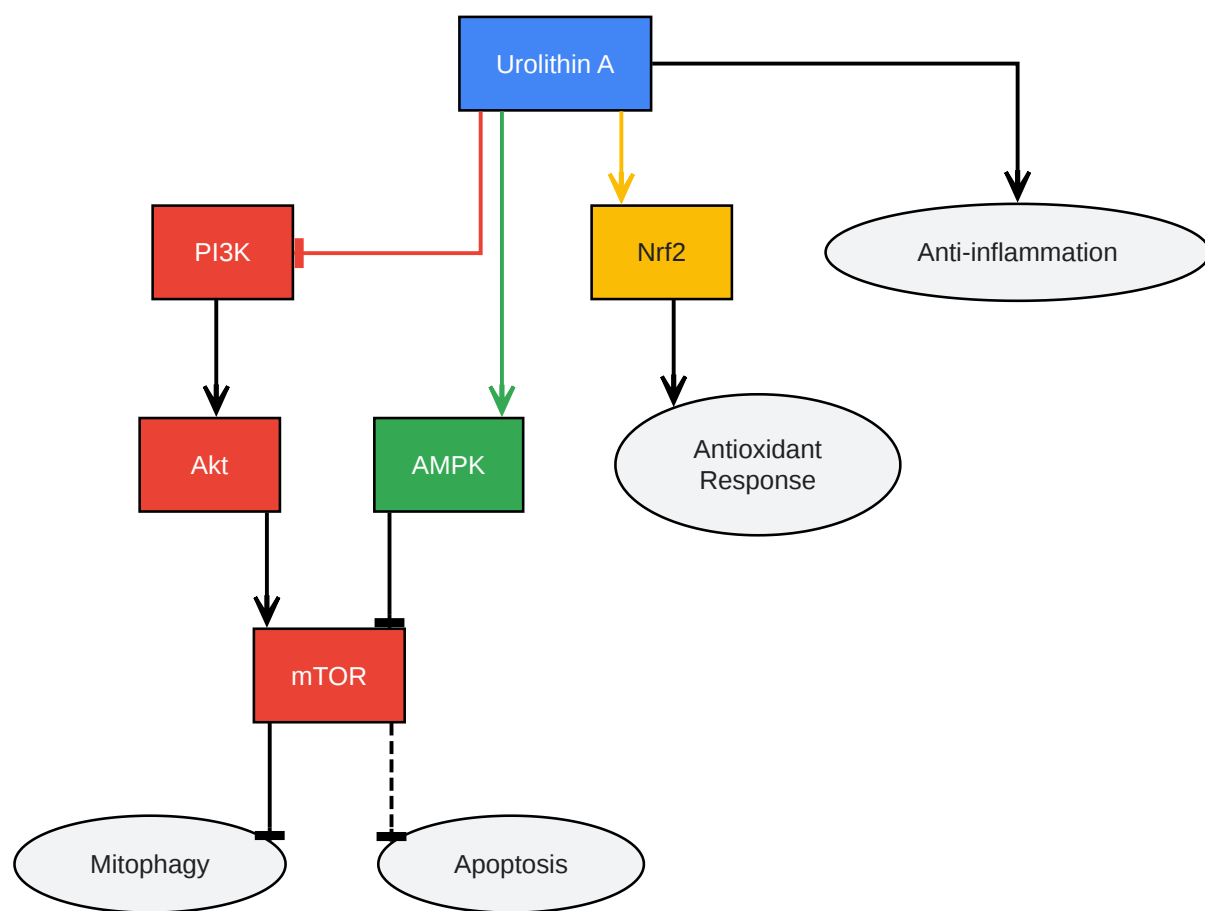 Urolithin A
PI3K
Nrf2
Anti-inflammation
Akt
AMPK
Antioxidant
Response
mTOR
Mitophagy
Apoptosis